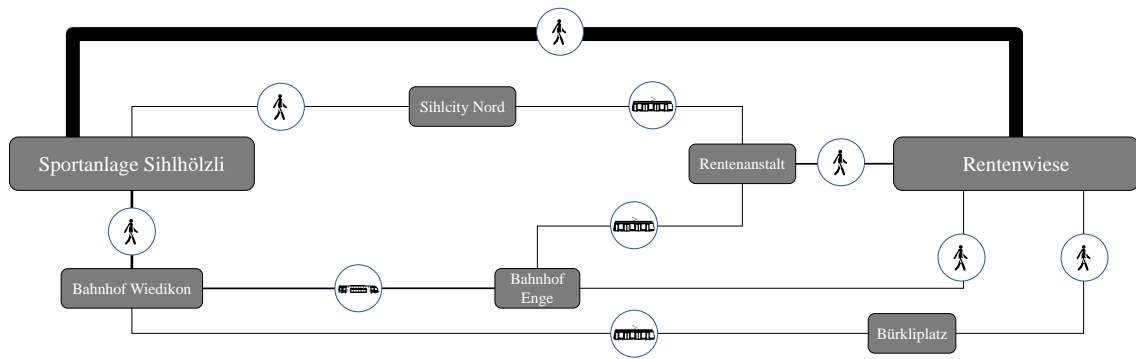 Sihlcity Nord
Sportanlage Sihlhölzli
Rentenanstalt
Rentenwiese
Bahnhof Wiedikon
Bahnhof
Enge
Bürkliplatz